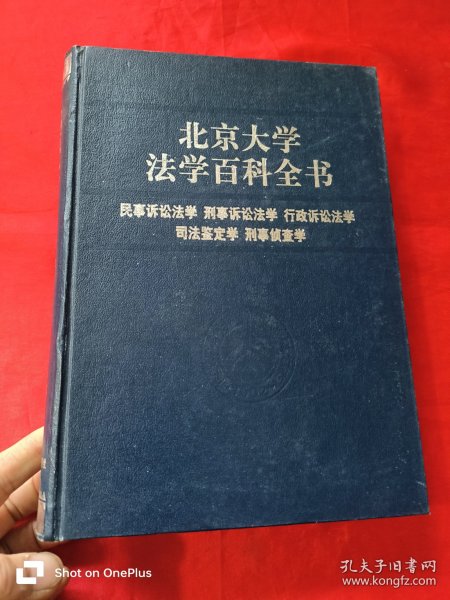 北京大学
法学百科全书
民事诉讼法学 刑事诉讼法学 行政诉讼法学
司法鉴定学 刑事侦查学
Shot on OnePlus
孔夫子旧书网
www.kongfz.com